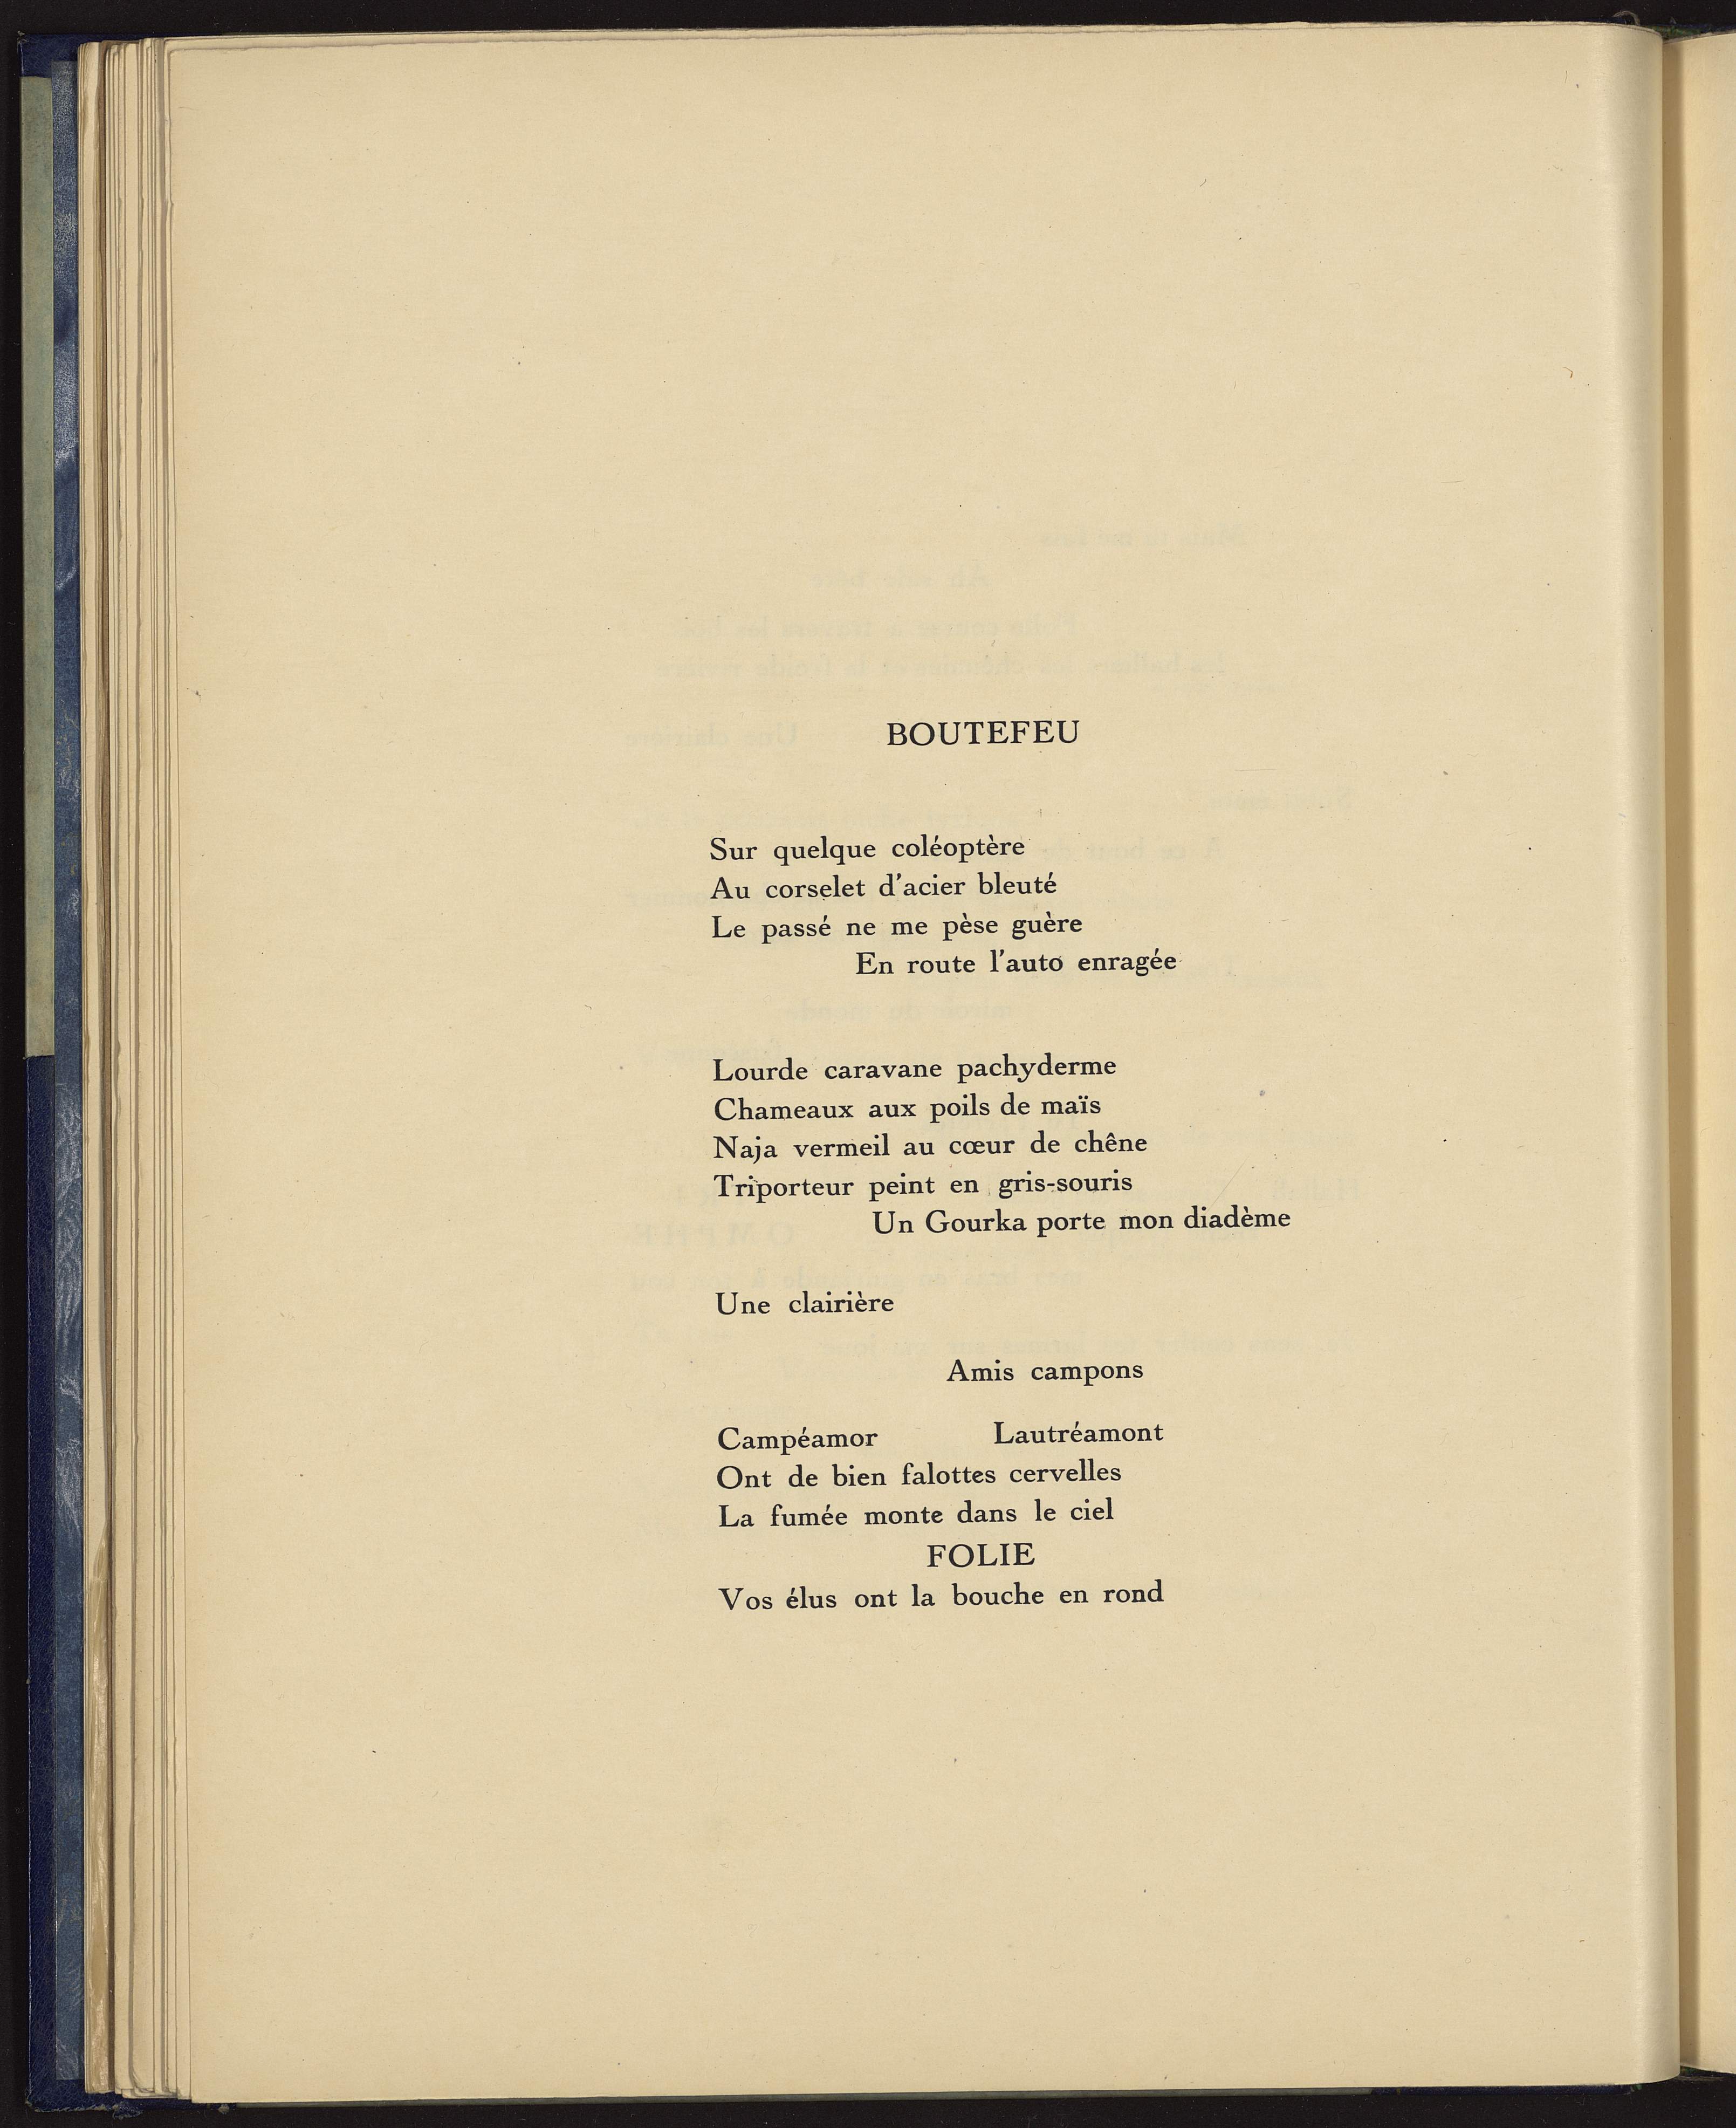 BOUTEFEU
Sur quelque coléoptère
Au corselet d'acier bleuté
Le passé ne me pèse guère
En route l'auto enragée
Lourde caravane pachyderme
Chameaux aux poils de maïs
Naja vermeil au cœur de chêne
Triporteur peint en gris-souris
Un Gourka porte mon diadème
Une clairière
Amis campons
Campéamor Lautréamont
Ont de bien falottes cervelles
La fumée monte dans le ciel
FOLIE
Vos élus ont la bouche en rond